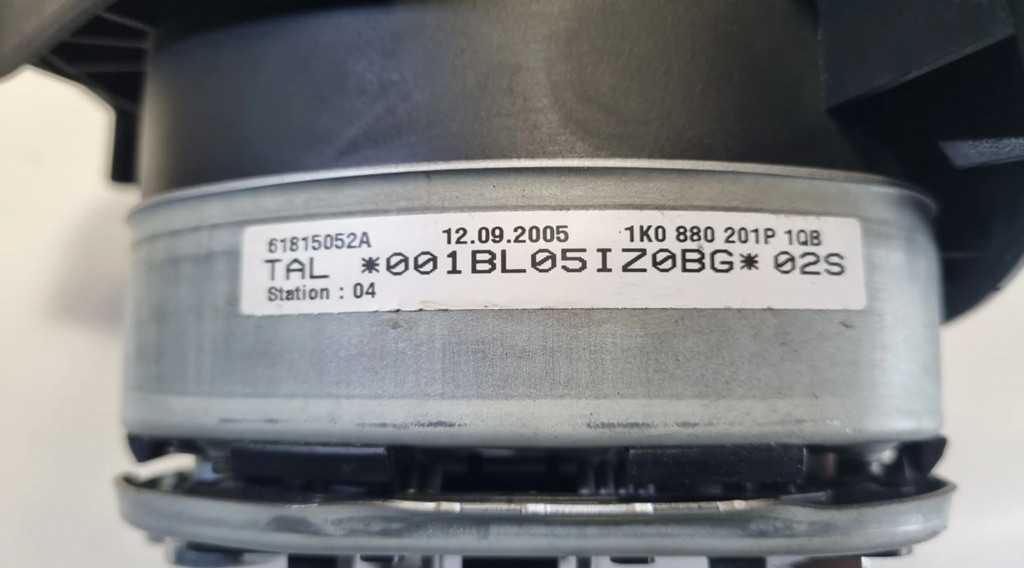 61815052A 12.09.2005 1K0 880 201P 1QB
TAL *001BL05IZ0BG* 02S
Station : 04